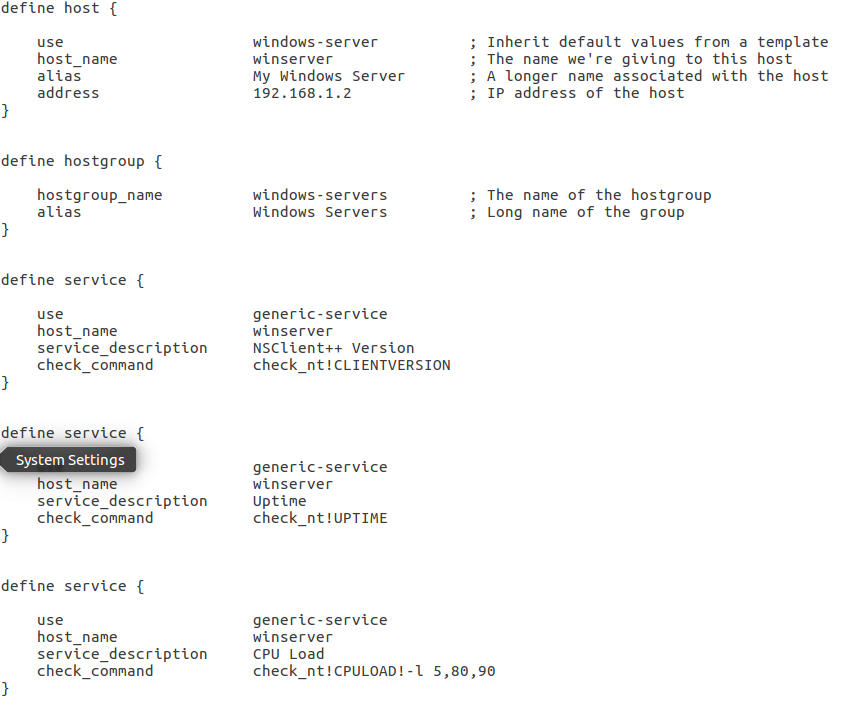 define host {
use windows-server ; Inherit default values from a template
host_name winserver ; The name we're giving to this host
alias My Windows Server ; A longer name associated with the host
address 192.168.1.2 ; IP address of the host
}
define hostgroup {
hostgroup_name windows-servers ; The name of the hostgroup
alias Windows Servers ; Long name of the group
}
define service {
use generic-service
host_name winserver
service_description NSClient++ Version
check_command check_nt!CLIENTVERSION
}
define service {
System Settings
generic-service
host_name winserver
service_description Uptime
check_command check_nt!UPTIME
}
define service {
use generic-service
host_name winserver
service_description CPU Load
check_command check_nt!CPULOAD!-l 5,80,90
}